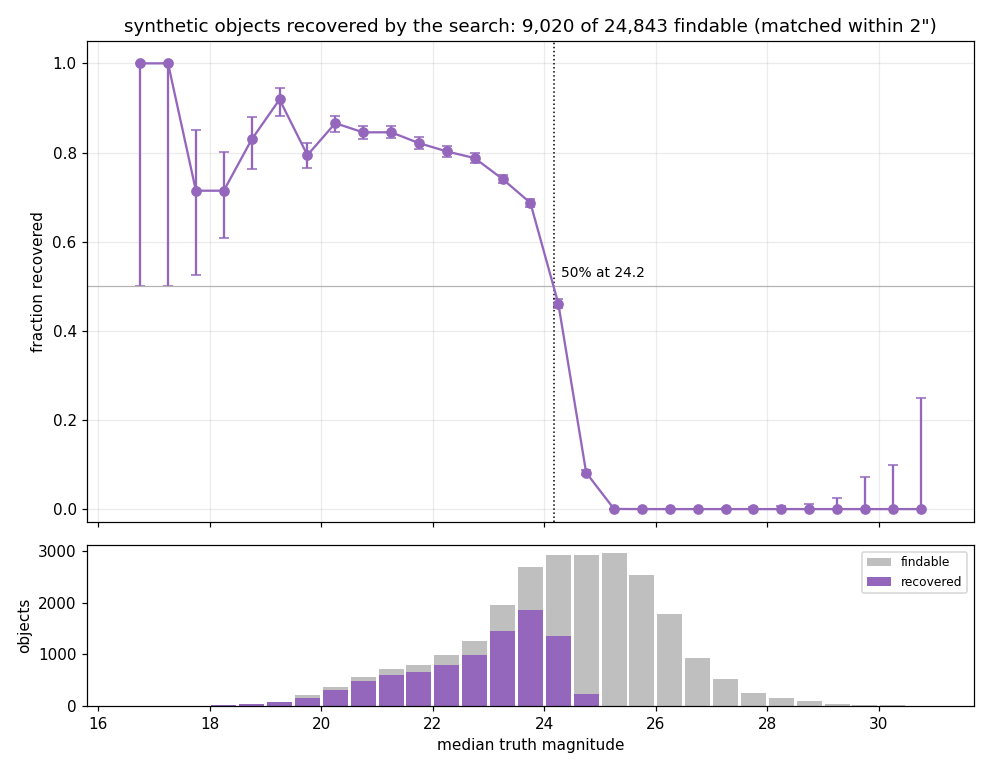 synthetic objects recovered by the search: 9,020 of 24,843 findable (matched within 2")
1.0
0.8
0.6
0.4
0.2
0.0
fraction recovered
50% at 24.2
3000
2000
1000
0
objects
findable
recovered
16
18
20
22
24
26
28
30
median truth magnitude